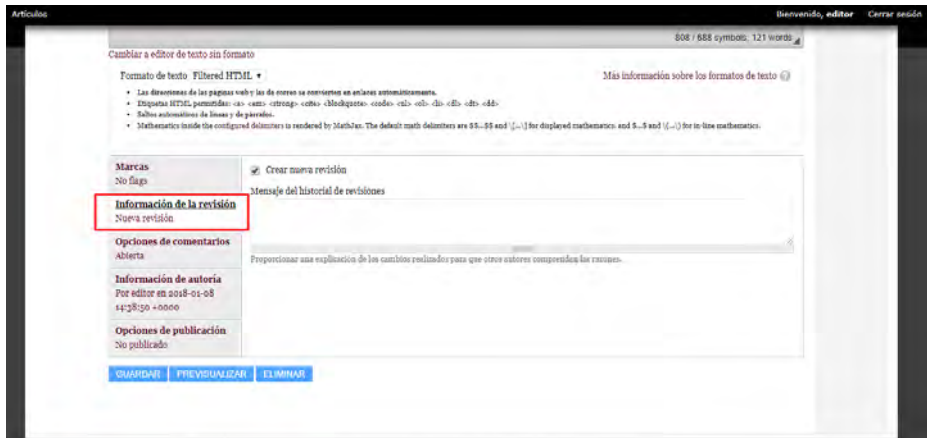 Artículos
Bienvenido, editor Cerrar sesión
808 / 688 symbols; 121 words
Cambiar a editor de texto sin formato
Formato de texto Filtered HTML
Más información sobre los formatos de texto
Las direcciones de las páginas web y las de correo se convierten en enlaces automáticamente.
Etiquetas HTML permitidas: <a> <em> <strong> <cite> <blockquote> <code> <ul> <ol> <li> <dl> <dt> <dd>
Saltos automáticos de líneas y de párrafos.
Mathematics inside the configured delimiters is rendered by MathJax. The default math delimiters are $$...$$ and \[...\] for displayed mathematics, and $...$ and \(...\) for in-line mathematics.
Marcas
No flags
Información de la revisión
Nueva revisión
Opciones de comentarios
Abierta
Información de autoría
Por editor en 2018-01-08
14:38:50 +0000
Opciones de publicación
No publicado
Crear nueva revisión
Mensaje del historial de revisiones
Proporcionar una explicación de los cambios realizados para que otros autores comprendan las razones.
GUARDAR PREVISUALIZAR ELIMINAR